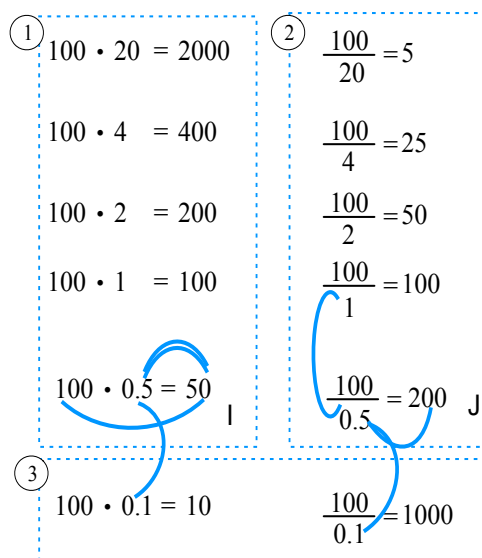 1
100 • 20 = 2000
100 • 4 = 400
100 • 2 = 200
100 • 1 = 100
100 • 0.5 = 50
I
2
100/20 = 5
100/4 = 25
100/2 = 50
100/1 = 100
100/0.5 = 200
J
3
100 • 0.1 = 10
100/0.1 = 1000